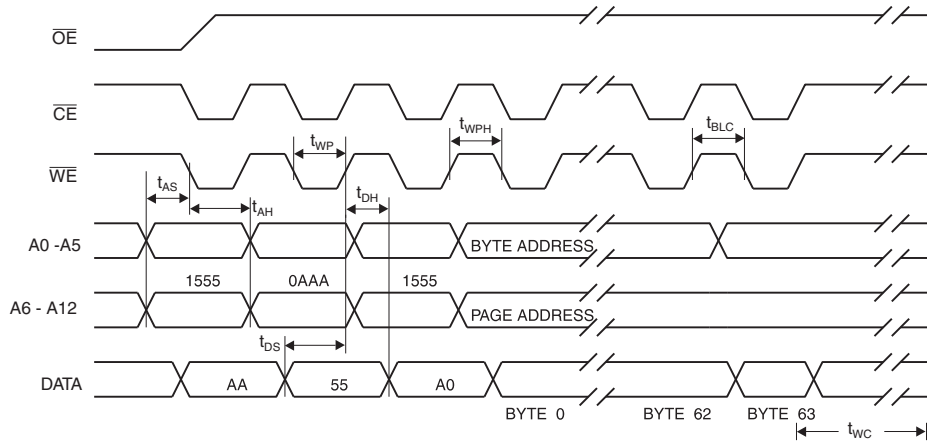 OE
CE
tWP
tWPH
tBLC
WE
tAS
tAH
tDH
A0 -A5
BYTE ADDRESS
1555
0AAA
1555
A6 - A12
PAGE ADDRESS
tDS
DATA
AA
55
A0
BYTE 0
BYTE 62
BYTE 63
tWC